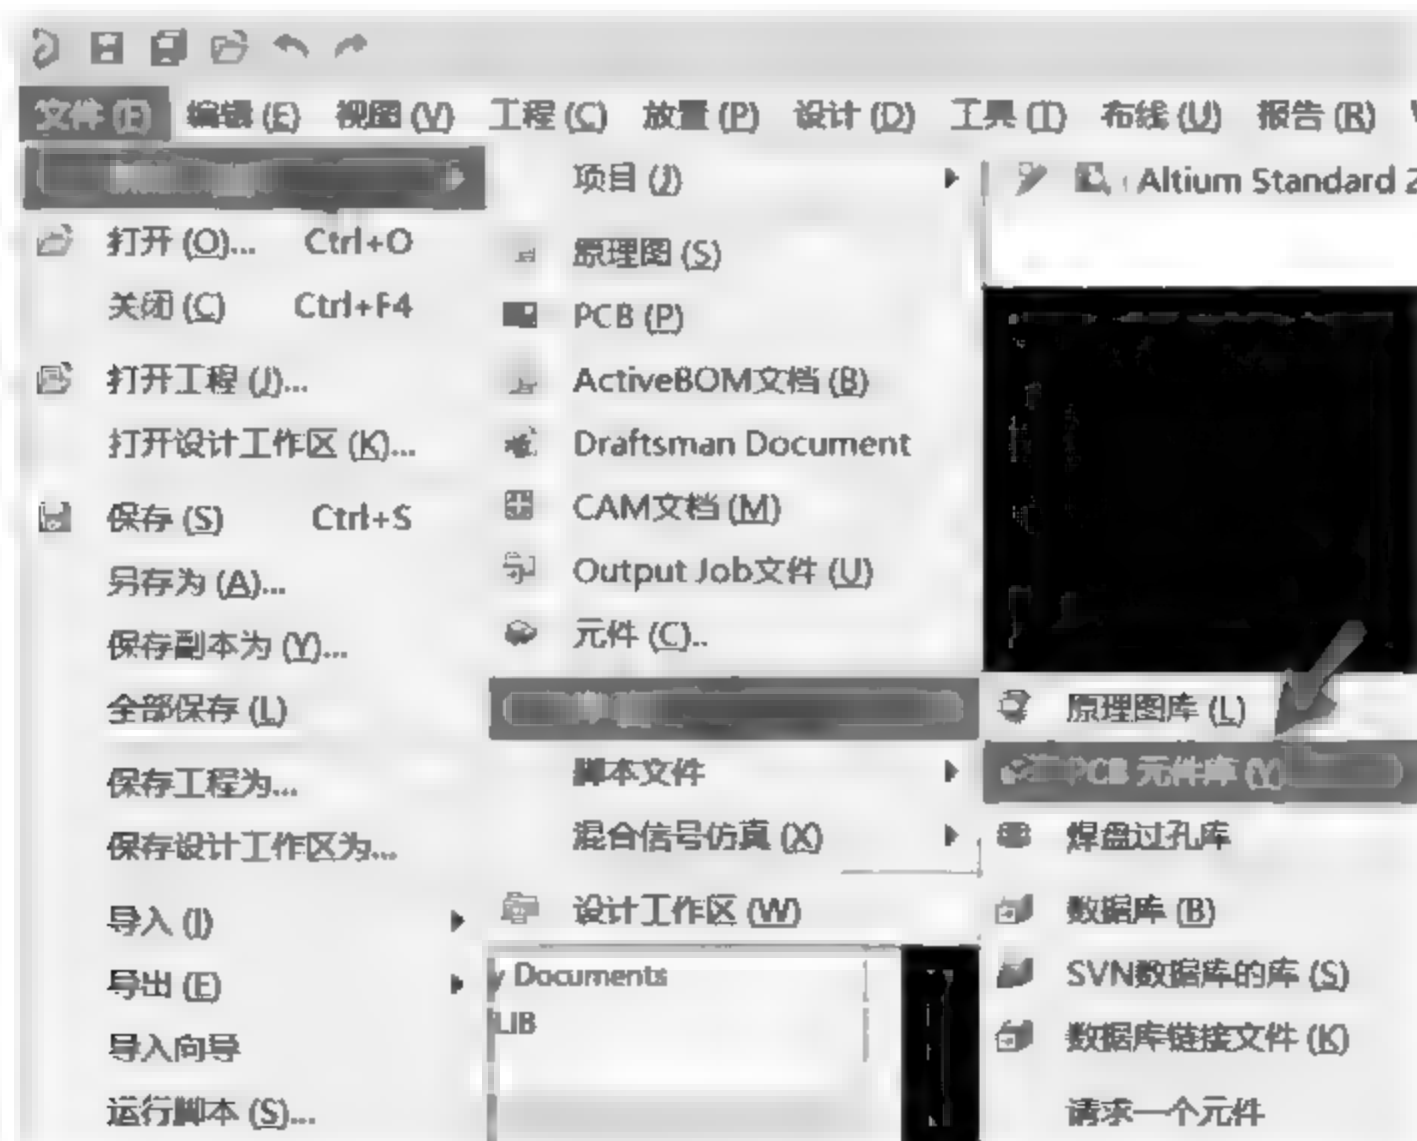 文件 (F) 编辑 (E) 视图 (V) 工程 (C) 放置 (P) 设计 (D) 工具 (T) 布线 (U) 报告 (R)
Altium Standard 2
打开 (O)... Ctrl+O
关闭 (C) Ctrl+F4
打开工程 (J)...
打开设计工作区 (K)...
保存 (S) Ctrl+S
另存为 (A)...
保存副本为 (Y)...
全部保存 (L)
保存工程为...
保存设计工作区为...
导入 (I)
导出 (E)
导入向导
运行脚本 (S)...
项目 (J)
原理图 (S)
PCB (P)
ActiveBOM文档 (B)
Draftsman Document
CAM文档 (M)
Output Job文件 (U)
元件 (C)..
脚本文件
混合信号仿真 (X)
设计工作区 (W)
y Documents
LIB
原理图库 (L)
PCB 元件库 (Y)
焊盘过孔库
数据库 (B)
SVN数据库的库 (S)
数据库链接文件 (K)
请求一个元件